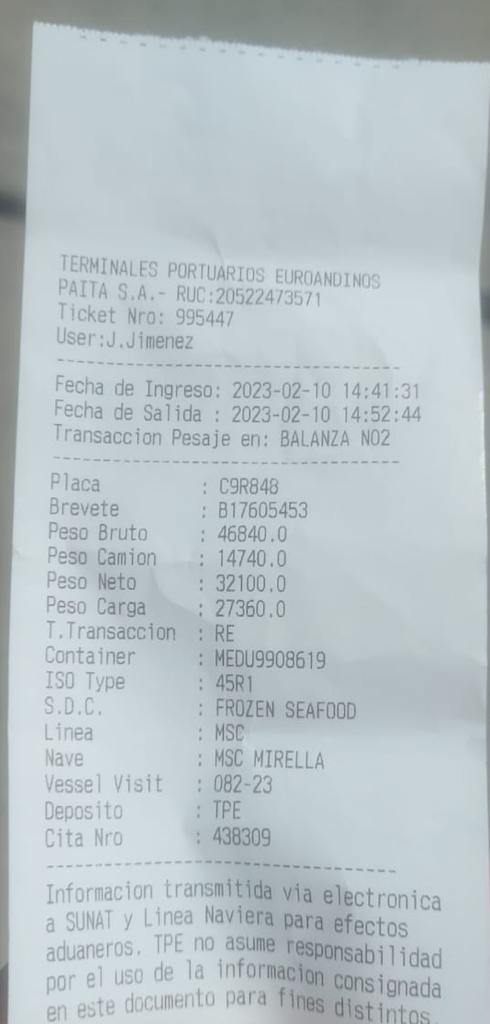 TERMINALES PORTUARIOS EUROANDINOS
PAITA S.A.- RUC:20522473571
Ticket Nro: 995447
User:J.Jimenez
Fecha de Ingreso: 2023-02-10 14:41:31
Fecha de Salida : 2023-02-10 14:52:44
Transaccion Pesaje en: BALANZA NO2
Placa : C9R848
Brevete : B17605453
Peso Bruto : 46840.0
Peso Camion : 14740.0
Peso Neto : 32100.0
Peso Carga : 27360.0
T.Transaccion : RE
Container : MEDU9908619
ISO Type : 45R1
S.D.C. : FROZEN SEAFOOD
Linea : MSC
Nave : MSC MIRELLA
Vessel Visit : 082-23
Deposito : TPE
Cita Nro : 438309
Informacion transmitida via electronica
a SUNAT y Linea Naviera para efectos
aduaneros. TPE no asume responsabilidad
por el uso de la informacion consignada
en este documento para fines distintos.